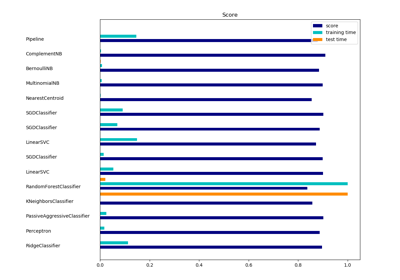 Score
score
training time
test time
Pipeline
ComplementNB
BernoulliNB
MultinomialNB
NearestCentroid
SGDClassifier
SGDClassifier
LinearSVC
SGDClassifier
LinearSVC
RandomForestClassifier
KNeighborsClassifier
PassiveAggressiveClassifier
Perceptron
RidgeClassifier
0.0 0.2 0.4 0.6 0.8 1.0